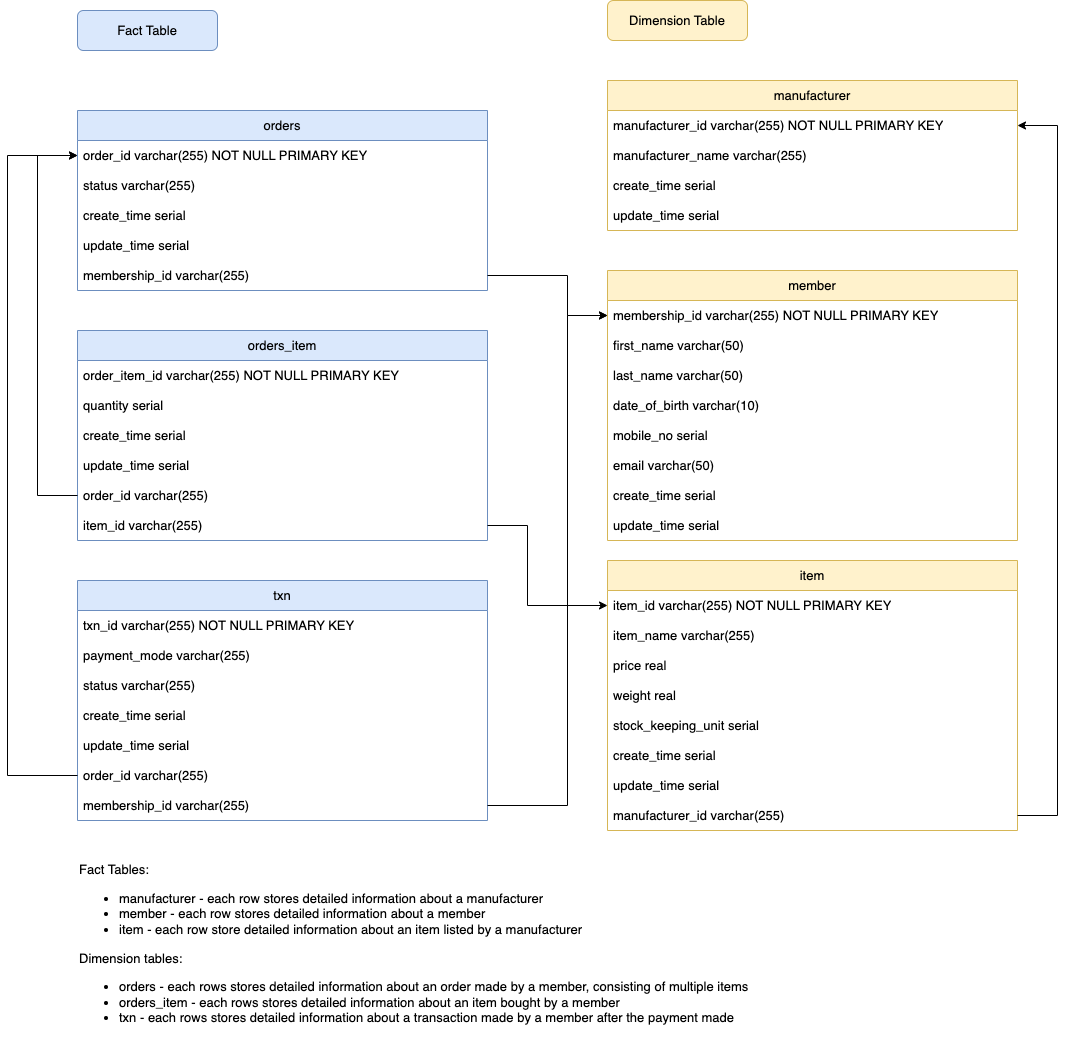 Fact Table
Dimension Table
orders
order_id varchar(255) NOT NULL PRIMARY KEY
status varchar(255)
create_time serial
update_time serial
membership_id varchar(255)
orders_item
order_item_id varchar(255) NOT NULL PRIMARY KEY
quantity serial
create_time serial
update_time serial
order_id varchar(255)
item_id varchar(255)
txn
txn_id varchar(255) NOT NULL PRIMARY KEY
payment_mode varchar(255)
status varchar(255)
create_time serial
update_time serial
order_id varchar(255)
membership_id varchar(255)
manufacturer
manufacturer_id varchar(255) NOT NULL PRIMARY KEY
manufacturer_name varchar(255)
create_time serial
update_time serial
member
membership_id varchar(255) NOT NULL PRIMARY KEY
first_name varchar(50)
last_name varchar(50)
date_of_birth varchar(10)
mobile_no serial
email varchar(50)
create_time serial
update_time serial
item
item_id varchar(255) NOT NULL PRIMARY KEY
item_name varchar(255)
price real
weight real
stock_keeping_unit serial
create_time serial
update_time serial
manufacturer_id varchar(255)
Fact Tables:
• manufacturer - each row stores detailed information about a manufacturer
• member - each row stores detailed information about a member
• item - each row store detailed information about an item listed by a manufacturer
Dimension tables:
• orders - each rows stores detailed information about an order made by a member, consisting of multiple items
• orders_item - each rows stores detailed information about an item bought by a member
• txn - each rows stores detailed information about a transaction made by a member after the payment made